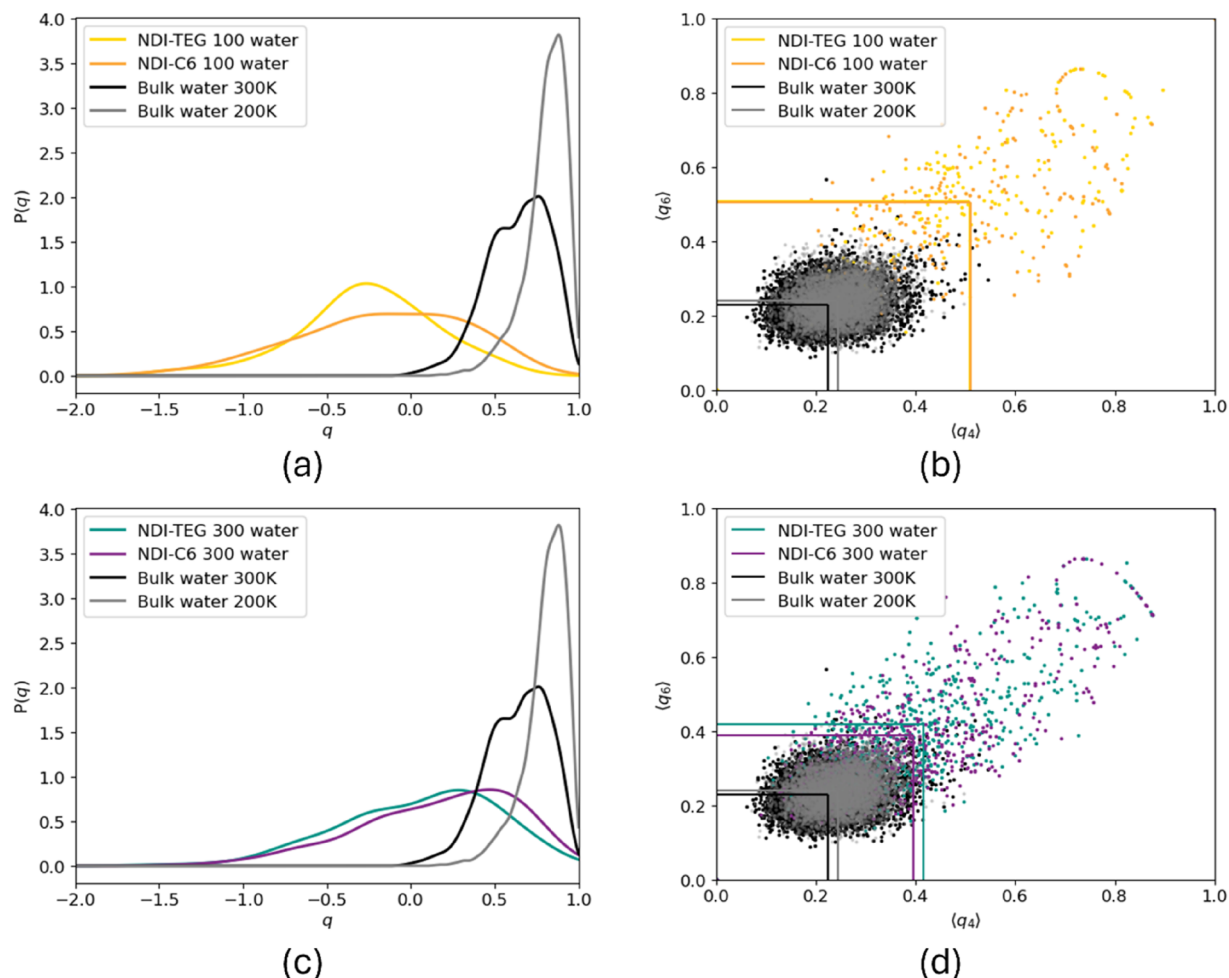 4.0
3.5
3.0
2.5
2.0
1.5
1.0
0.5
0.0
P(q)
NDI-TEG 100 water
NDI-C6 100 water
Bulk water 300K
Bulk water 200K
−2.0 −1.5 −1.0 −0.5 0.0 0.5 1.0
q
(a)
1.0
0.8
0.6
0.4
0.2
0.0
⟨q₆⟩
NDI-TEG 100 water
NDI-C6 100 water
Bulk water 300K
Bulk water 200K
0.0 0.2 0.4 0.6 0.8 1.0
⟨q₄⟩
(b)
4.0
3.5
3.0
2.5
2.0
1.5
1.0
0.5
0.0
P(q)
NDI-TEG 300 water
NDI-C6 300 water
Bulk water 300K
Bulk water 200K
−2.0 −1.5 −1.0 −0.5 0.0 0.5 1.0
q
(c)
1.0
0.8
0.6
0.4
0.2
0.0
⟨q₆⟩
NDI-TEG 300 water
NDI-C6 300 water
Bulk water 300K
Bulk water 200K
0.0 0.2 0.4 0.6 0.8 1.0
⟨q₄⟩
(d)